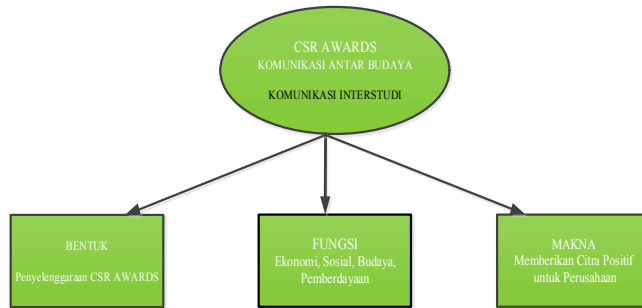 CSR AWARDS
KOMUNIKASI ANTAR BUDAYA
KOMUNIKASI INTERSTUDI
BENTUK
Penyelenggaraan CSR AWARDS
FUNGSI
Ekonomi, Sosial, Budaya,
Pemberdayaan
MAKNA
Memberikan Citra Positif
untuk Perusahaan